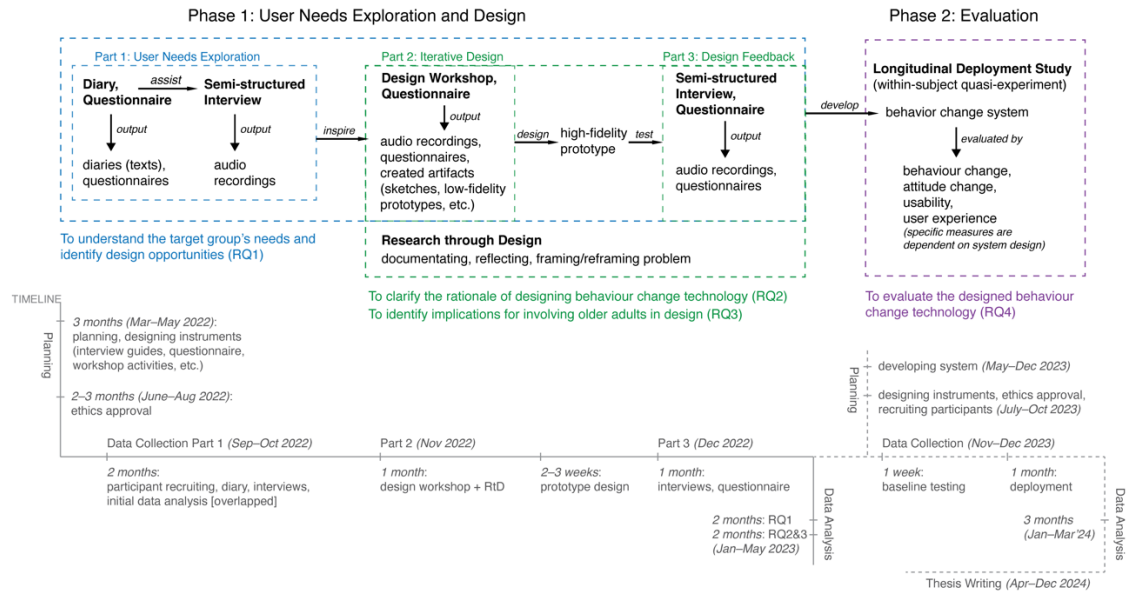 Phase 1: User Needs Exploration and Design
Phase 2: Evaluation
Part 1: User Needs Exploration
Diary,
Questionnaire
assist
Semi-structured
Interview
output
output
diaries (texts),
questionnaires
audio
recordings
inspire
Part 2: Iterative Design
Design Workshop,
Questionnaire
output
audio recordings,
questionnaires,
created artifacts
(sketches, low-fidelity
prototypes, etc.)
design
high-fidelity
prototype
test
Part 3: Design Feedback
Semi-structured
Interview,
Questionnaire
output
audio recordings,
questionnaires
Research through Design
documentating, reflecting, framing/reframing problem
develop
Longitudinal Deployment Study
(within-subject quasi-experiment)
behavior change system
evaluated by
behaviour change,
attitude change,
usability,
user experience
(specific measures are
dependent on system design)
To understand the target group's needs and
identify design opportunities (RQ1)
To clarify the rationale of designing behaviour change technology (RQ2)
To identify implications for involving older adults in design (RQ3)
To evaluate the designed behaviour
change technology (RQ4)
TIMELINE
Planning
3 months (Mar–May 2022):
planning, designing instruments
(interview guides, questionnaire,
workshop activities, etc.)
2–3 months (June–Aug 2022):
ethics approval
Data Collection Part 1 (Sep–Oct 2022)
2 months:
participant recruiting, diary, interviews,
initial data analysis [overlapped]
Part 2 (Nov 2022)
1 month:
design workshop + RtD
2–3 weeks:
prototype design
Part 3 (Dec 2022)
1 month:
interviews, questionnaire
2 months: RQ1
2 months: RQ2&3
(Jan–May 2023)
Data Analysis
Planning
developing system (May–Dec 2023)
designing instruments, ethics approval,
recruiting participants (July–Oct 2023)
Data Collection (Nov–Dec 2023)
1 week:
baseline testing
1 month:
deployment
3 months
(Jan–Mar'24)
Data Analysis
Thesis Writing (Apr–Dec 2024)